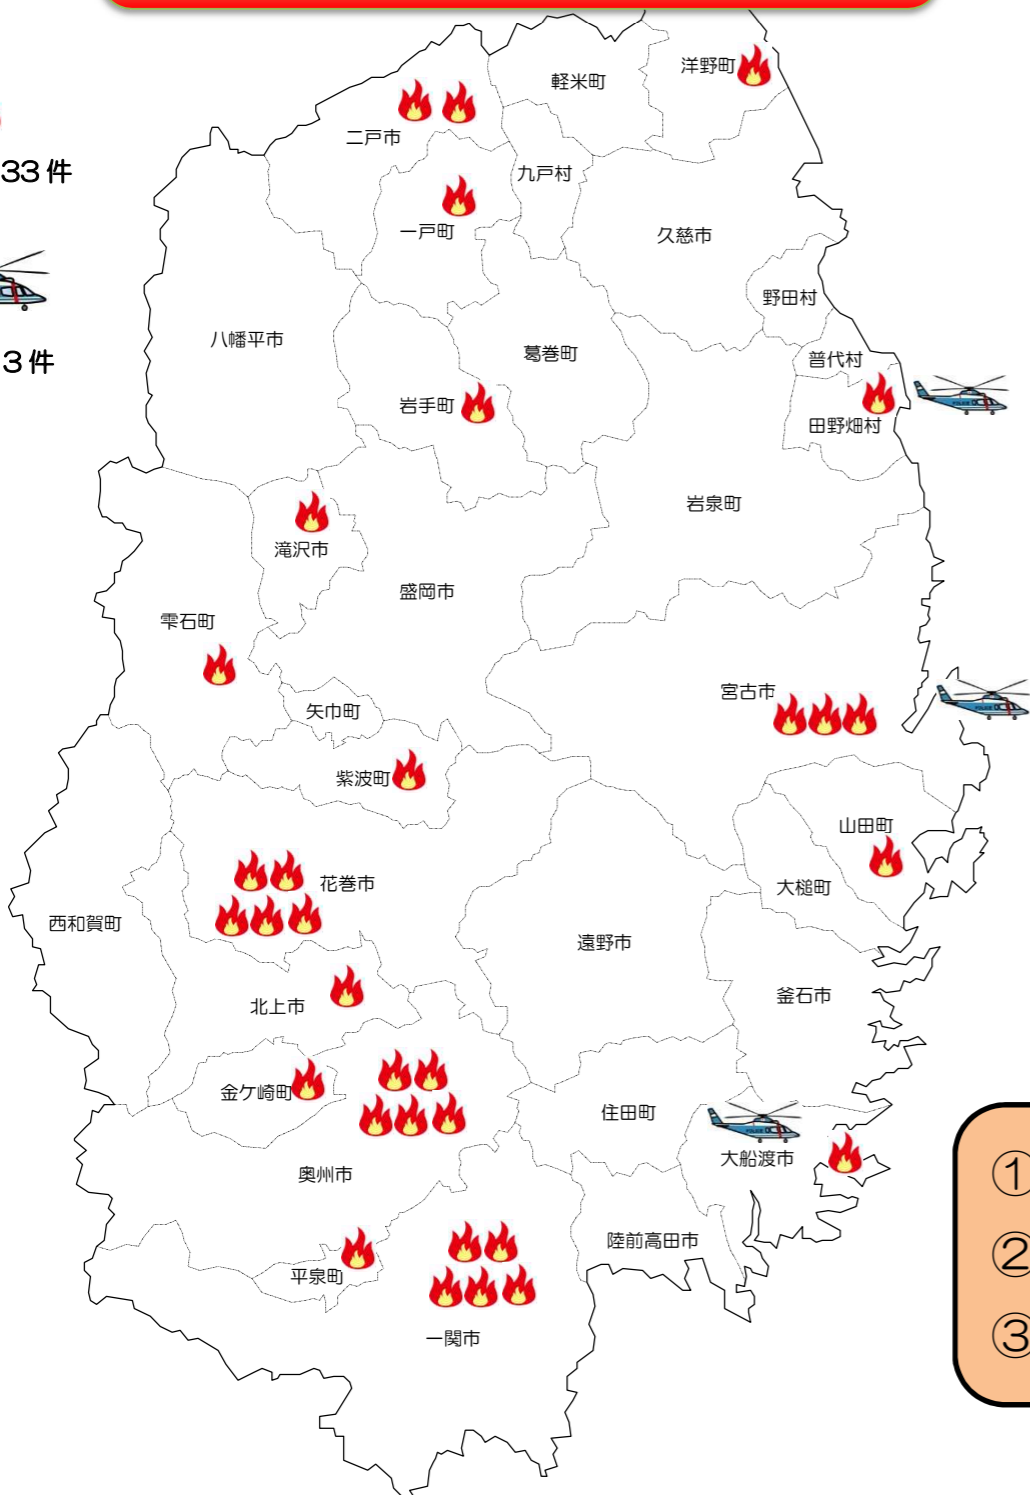 33件
3件
洋野町
軽米町
二戸市
九戸村
一戸町
久慈市
野田村
八幡平市
葛巻町
普代村
岩手町
田野畑村
岩泉町
滝沢市
盛岡市
雫石町
宮古市
矢巾町
紫波町
山田町
花巻市
大槌町
西和賀町
遠野市
釜石市
北上市
金ケ崎町
住田町
大船渡市
奥州市
陸前高田市
平泉町
一関市
①
②
③